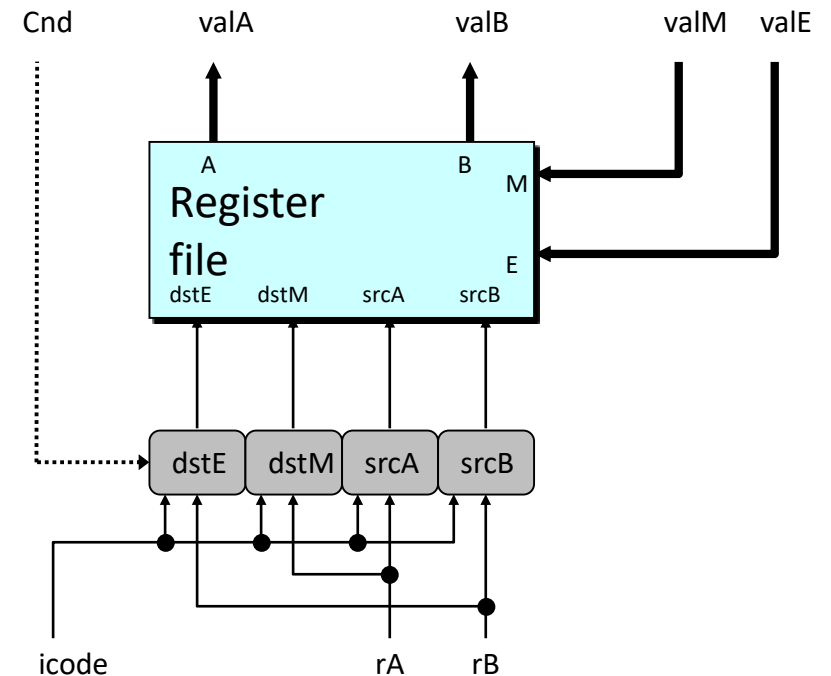 Cnd valA valB valM valE
A B
M
Register
file
E
dstE dstM srcA srcB
dstE dstM srcA srcB
icode rA rB